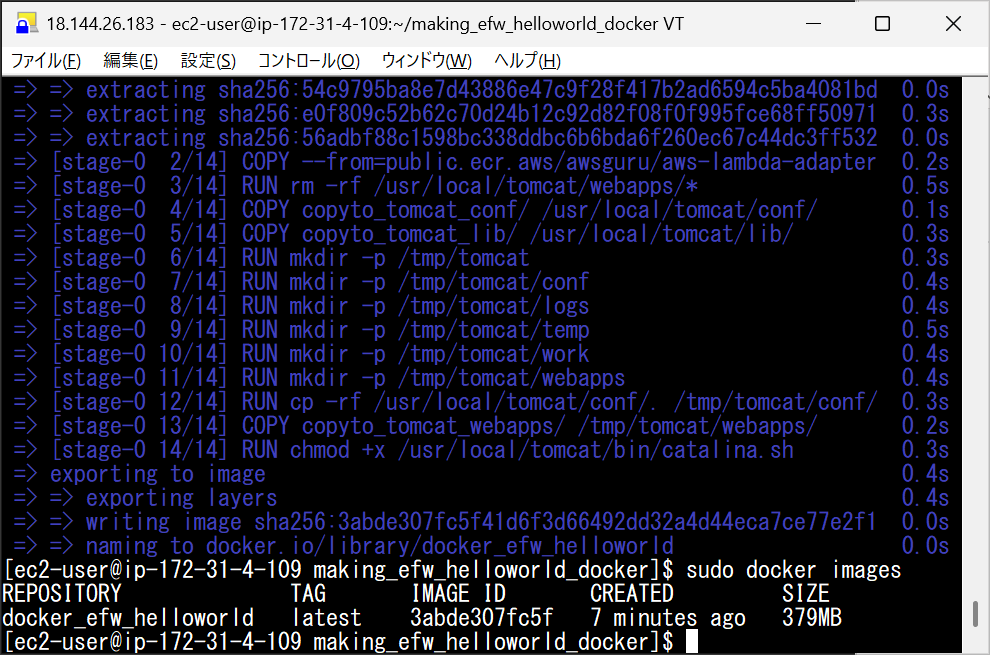 18.144.26.183 - ec2-user@ip-172-31-4-109:~/making_efw_helloworld_docker VT
ファイル(F) 編集(E) 設定(S) コントロール(O) ウィンドウ(W) ヘルプ(H)
=> => extracting sha256:54c9795ba8e7d43886e47c9f28f417b2ad6594c5ba4081bd 0.0s
=> => extracting sha256:e0f809c52b62c70d24b12c92d82f08f0f995fce68ff50971 0.3s
=> => extracting sha256:56adbf88c1598bc338ddbc6b6bda6f260ec67c44dc3ff532 0.0s
=> [stage-0  2/14] COPY --from=public.ecr.aws/awsguru/aws-lambda-adapter 0.2s
=> [stage-0  3/14] RUN rm -rf /usr/local/tomcat/webapps/* 0.5s
=> [stage-0  4/14] COPY copyto_tomcat_conf/ /usr/local/tomcat/conf/ 0.1s
=> [stage-0  5/14] COPY copyto_tomcat_lib/ /usr/local/tomcat/lib/ 0.3s
=> [stage-0  6/14] RUN mkdir -p /tmp/tomcat 0.3s
=> [stage-0  7/14] RUN mkdir -p /tmp/tomcat/conf 0.4s
=> [stage-0  8/14] RUN mkdir -p /tmp/tomcat/logs 0.4s
=> [stage-0  9/14] RUN mkdir -p /tmp/tomcat/temp 0.5s
=> [stage-0 10/14] RUN mkdir -p /tmp/tomcat/work 0.4s
=> [stage-0 11/14] RUN mkdir -p /tmp/tomcat/webapps 0.4s
=> [stage-0 12/14] RUN cp -rf /usr/local/tomcat/conf/. /tmp/tomcat/conf/ 0.3s
=> [stage-0 13/14] COPY copyto_tomcat_webapps/ /tmp/tomcat/webapps/ 0.2s
=> [stage-0 14/14] RUN chmod +x /usr/local/tomcat/bin/catalina.sh 0.3s
=> exporting to image 0.4s
=> => exporting layers 0.4s
=> => writing image sha256:3abde307fc5f41d6f3d66492dd32a4d44eca7ce77e2f1 0.0s
=> => naming to docker.io/library/docker_efw_helloworld 0.0s
[ec2-user@ip-172-31-4-109 making_efw_helloworld_docker]$ sudo docker images
REPOSITORY TAG IMAGE ID CREATED SIZE
docker_efw_helloworld latest 3abde307fc5f 7 minutes ago 379MB
[ec2-user@ip-172-31-4-109 making_efw_helloworld_docker]$